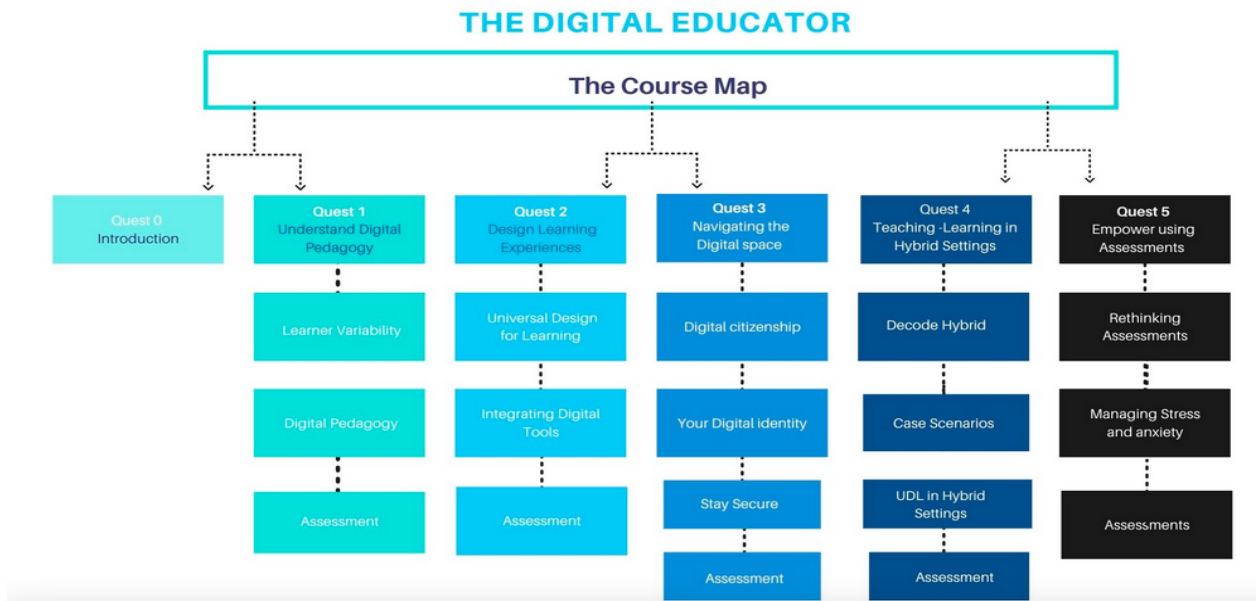 THE DIGITAL EDUCATOR
The Course Map
Quest 0
Introduction
Quest 1
Understand Digital
Pedagogy
Learner Variability
Digital Pedagogy
Assessment
Quest 2
Design Learning
Experiences
Universal Design
for Learning
Integrating Digital
Tools
Assessment
Quest 3
Navigating the
Digital space
Digital citizenship
Your Digital identity
Stay Secure
Assessment
Quest 4
Teaching -Learning in
Hybrid Settings
Decode Hybrid
Case Scenarios
UDL in Hybrid
Settings
Assessment
Quest 5
Empower using
Assessments
Rethinking
Assessments
Managing Stress
and anxiety
Assessments